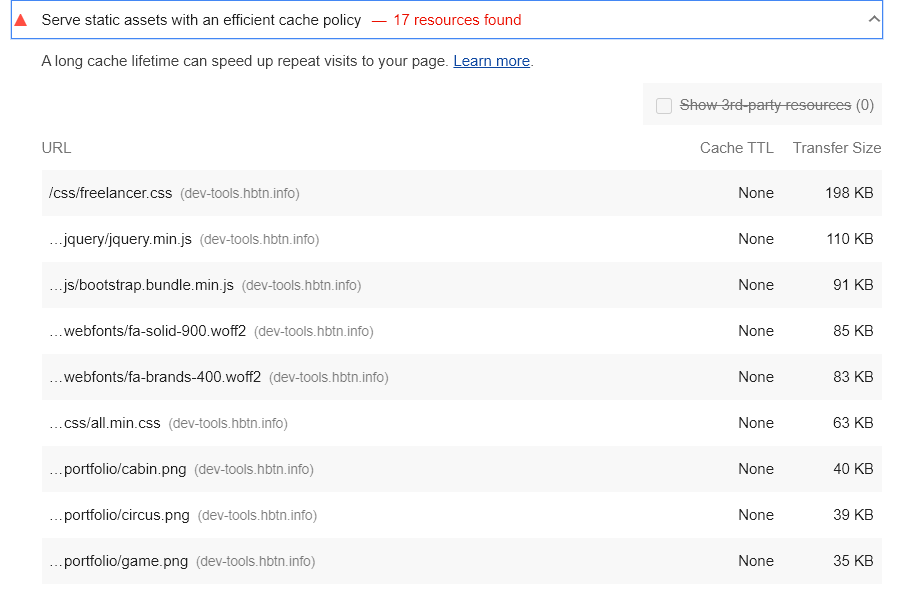 Serve static assets with an efficient cache policy — 17 resources found
A long cache lifetime can speed up repeat visits to your page. Learn more.
Show 3rd-party resources (0)
URL Cache TTL Transfer Size
/css/freelancer.css (dev-tools.hbtn.info) None 198 KB
…jquery/jquery.min.js (dev-tools.hbtn.info) None 110 KB
…js/bootstrap.bundle.min.js (dev-tools.hbtn.info) None 91 KB
…webfonts/fa-solid-900.woff2 (dev-tools.hbtn.info) None 85 KB
…webfonts/fa-brands-400.woff2 (dev-tools.hbtn.info) None 83 KB
…css/all.min.css (dev-tools.hbtn.info) None 63 KB
…portfolio/cabin.png (dev-tools.hbtn.info) None 40 KB
…portfolio/circus.png (dev-tools.hbtn.info) None 39 KB
…portfolio/game.png (dev-tools.hbtn.info) None 35 KB